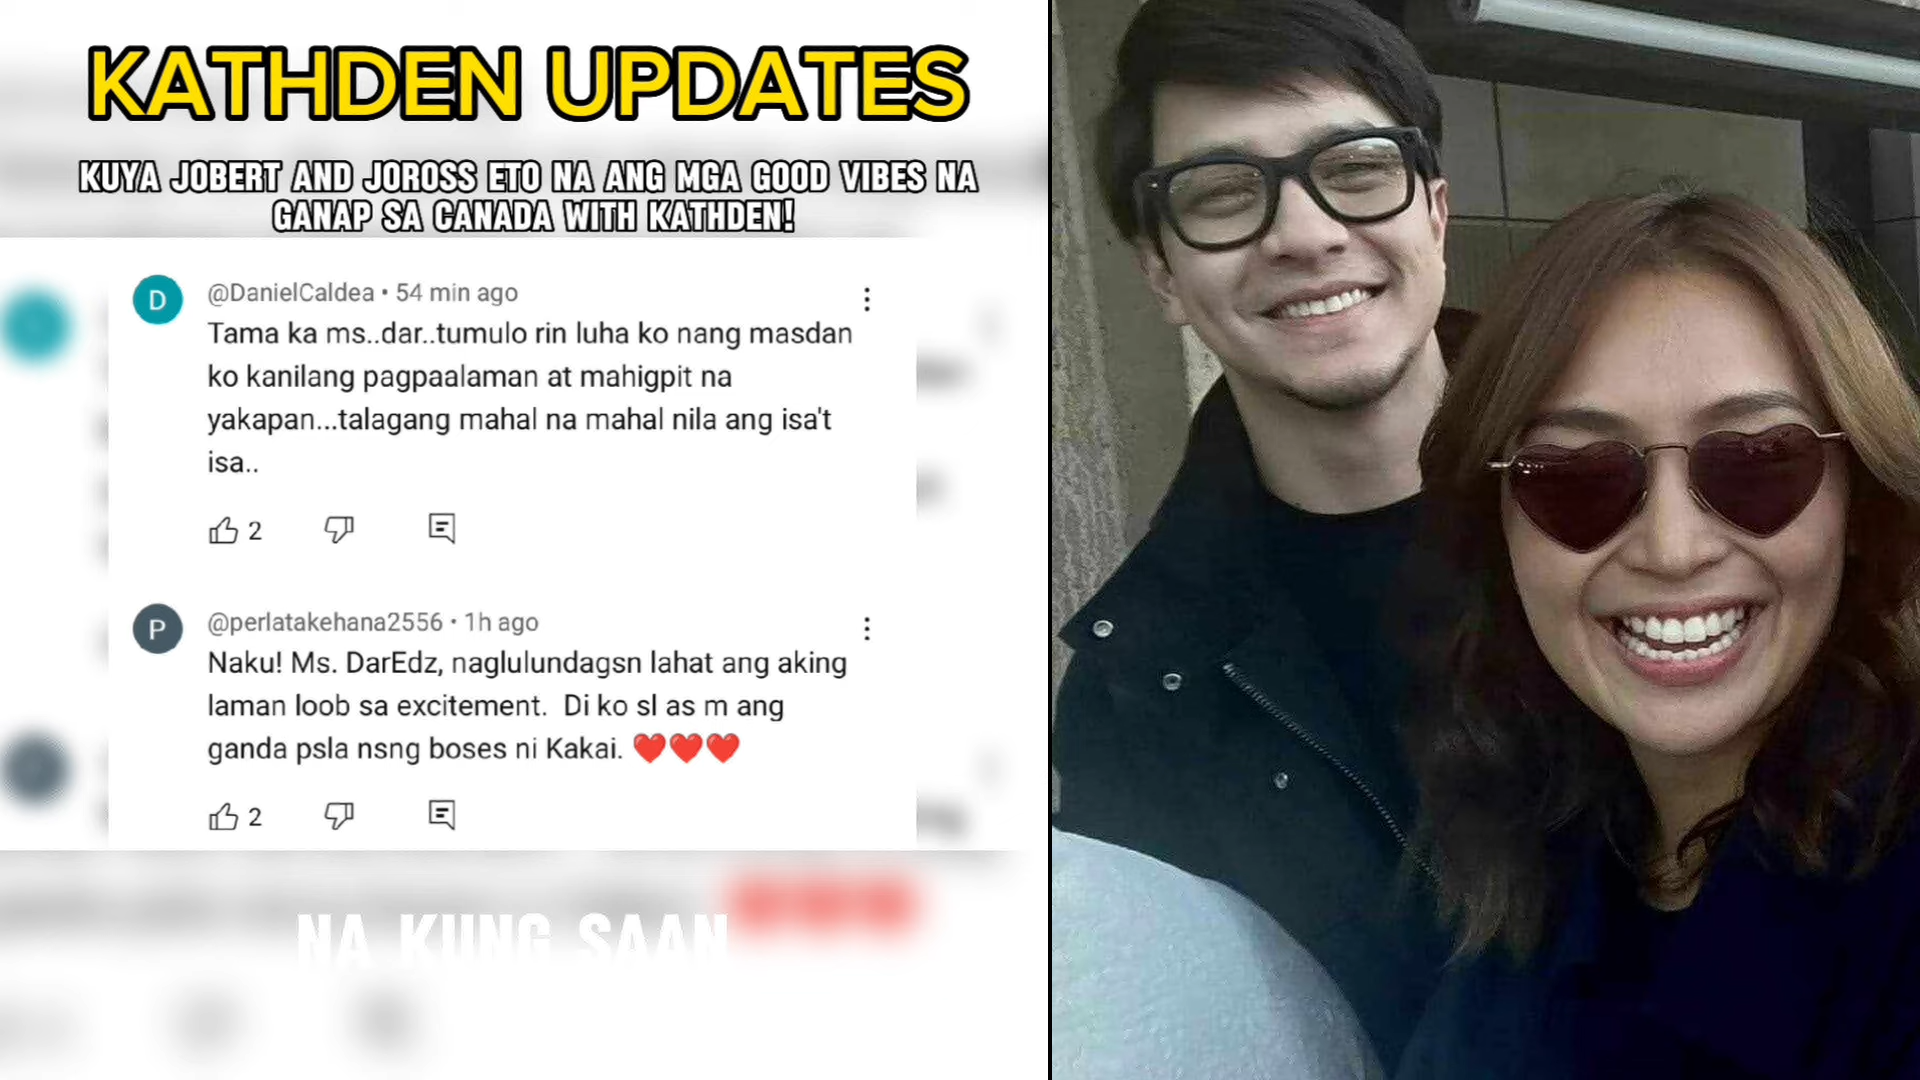 KATHDEN UPDATES
KUYA JOBERT AND JOROSS ETO NA ANG MGA GOOD VIBES NA
GANAP SA CANADA WITH KATHDEN!
D
@DanielCaldea • 54 min ago
Tama ka ms..dar..tumulo rin luha ko nang masdan
ko kanilang pagpaalaman at mahigpit na
yakapan...talagang mahal na mahal nila ang isa't
isa..
2
P
@perlatakehana2556 • 1h ago
Naku! Ms. DarEdz, naglulundagsn lahat ang aking
laman loob sa excitement.  Di ko sl as m ang
ganda psla nsng boses ni Kakai. ❤️❤️❤️
2
NA KUNG SAAN